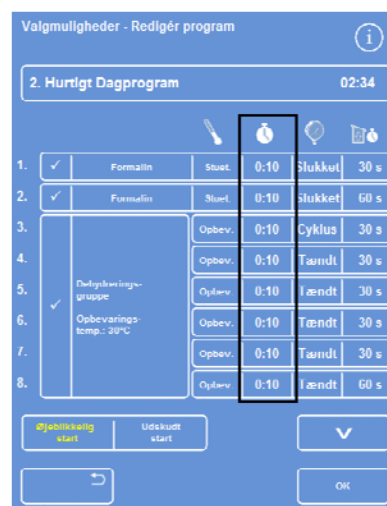 Valgmuligheder - Redigér program
i
2. Hurtigt Dagprogram 02:34
1. ✓ Formalin Stuet. 0:10 Slukket 30 s
2. ✓ Formalin Stuet. 0:10 Slukket 60 s
3. Opbev. 0:10 Cyklus 30 s
4. Opbev. 0:10 Tændt 30 s
5. ✓ Dehydrerings-
gruppe Opbev. 0:10 Tændt 30 s
6. Opbevarings-
temp.: 30°C Opbev. 0:10 Tændt 30 s
7. Opbev. 0:10 Tændt 30 s
8. Opbev. 0:10 Tændt 60 s
Øjeblikkelig
start
Udskudt
start
OK